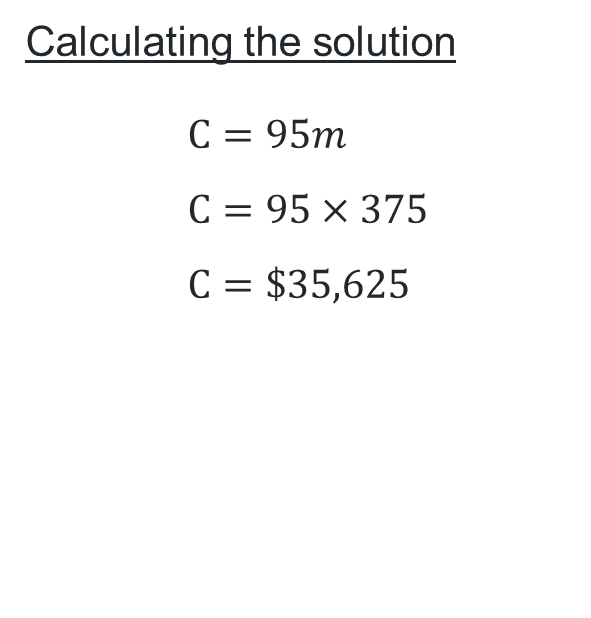 Calculating the solution
C = 95m
C = 95 × 375
C = $35,625